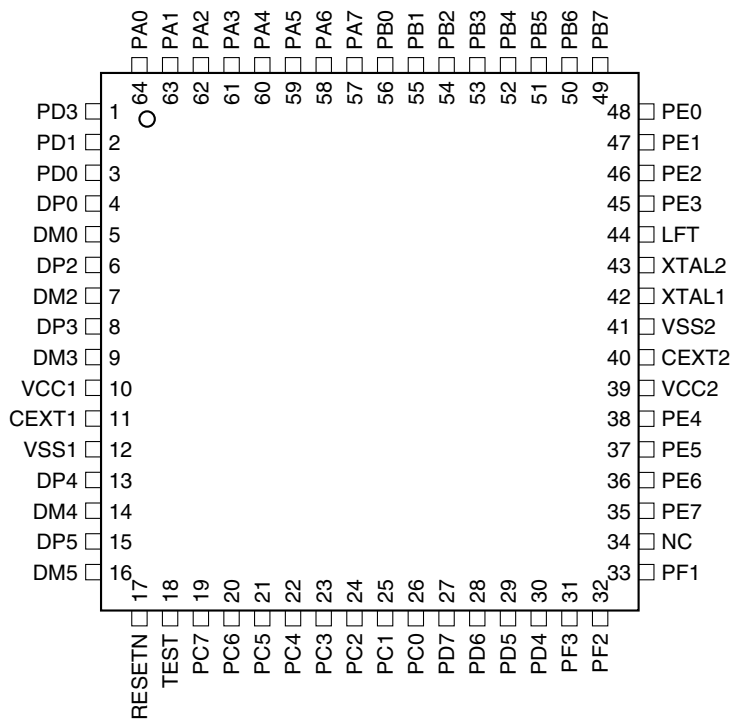 PA0 PA1 PA2 PA3 PA4 PA5 PA6 PA7 PB0 PB1 PB2 PB3 PB4 PB5 PB6 PB7
64 63 62 61 60 59 58 57 56 55 54 53 52 51 50 49
PD3 1 48 PE0
PD1 2 47 PE1
PD0 3 46 PE2
DP0 4 45 PE3
DM0 5 44 LFT
DP2 6 43 XTAL2
DM2 7 42 XTAL1
DP3 8 41 VSS2
DM3 9 40 CEXT2
VCC1 10 39 VCC2
CEXT1 11 38 PE4
VSS1 12 37 PE5
DP4 13 36 PE6
DM4 14 35 PE7
DP5 15 34 NC
DM5 16 33 PF1
17 18 19 20 21 22 23 24 25 26 27 28 29 30 31 32
RESETN TEST PC7 PC6 PC5 PC4 PC3 PC2 PC1 PC0 PD7 PD6 PD5 PD4 PF3 PF2